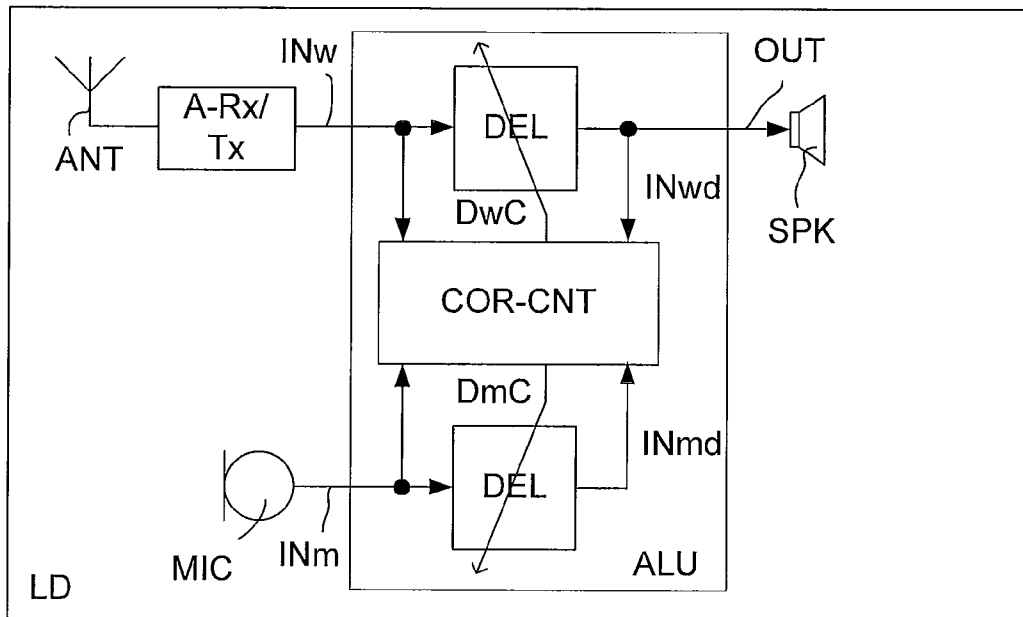 INw
OUT
A-Rx/
Tx
DEL
ANT
INwd
DwC
SPK
COR-CNT
DmC
INmd
DEL
MIC
INm
ALU
LD